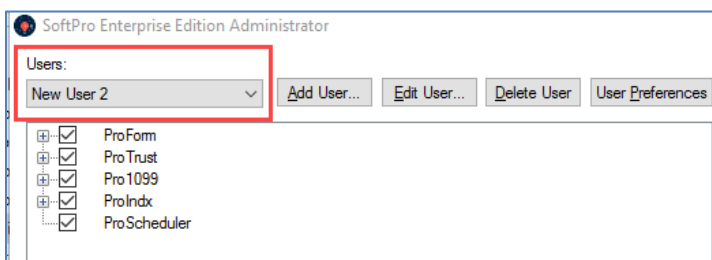 SoftPro Enterprise Edition Administrator
Users:
New User 2 Add User... Edit User... Delete User User Preferences
ProForm
ProTrust
Pro1099
ProIndx
ProScheduler